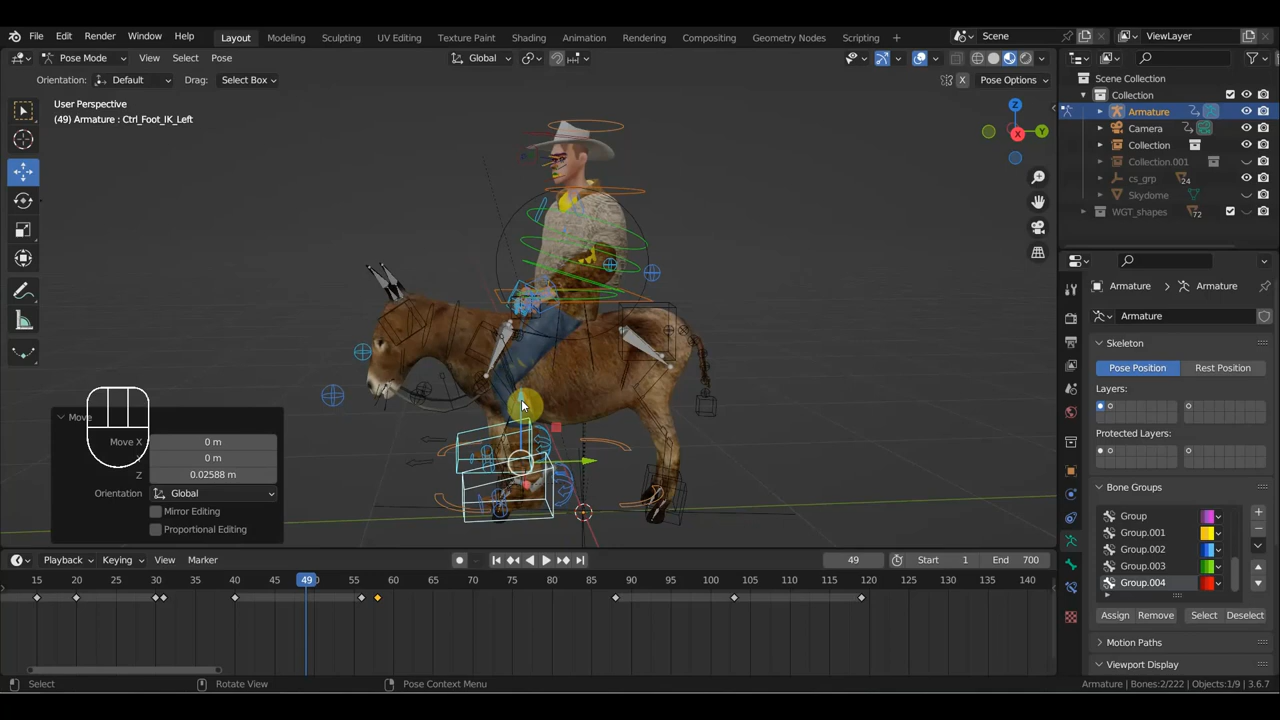 File Edit Render Window Help Layout Modeling Sculpting UV Editing Texture Paint Shading Animation Rendering Compositing Geometry Nodes Scripting + Scene ViewLayer
Pose Mode View Select Pose Global
Orientation: Default Drag: Select Box X Pose Options
User Perspective
(49) Armature : Ctrl_Foot_IK_Left
Z
Y
X
Scene Collection
Collection
Armature
Camera
Collection
Collection.001
cs_grp 24
Skydome
WGT_shapes 72
Armature Armature
Armature
Skeleton
Pose Position Rest Position
Layers:
Protected Layers:
Bone Groups
Group
Group.001
Group.002
Group.003
Group.004
Assign Remove Select Deselect
Motion Paths
Viewport Display
Move
Move X 0 m
0 m
Z 0.02588 m
Orientation Global
Mirror Editing
Proportional Editing
Playback Keying View Marker 49 Start 1 End 700
15 20 25 30 35 40 45 49 55 60 65 70 75 80 85 90 95 100 105 110 115 120 125 130 135 140
Select Rotate View Pose Context Menu Armature | Bones:2/222 | Objects:1/9 | 3.6.7